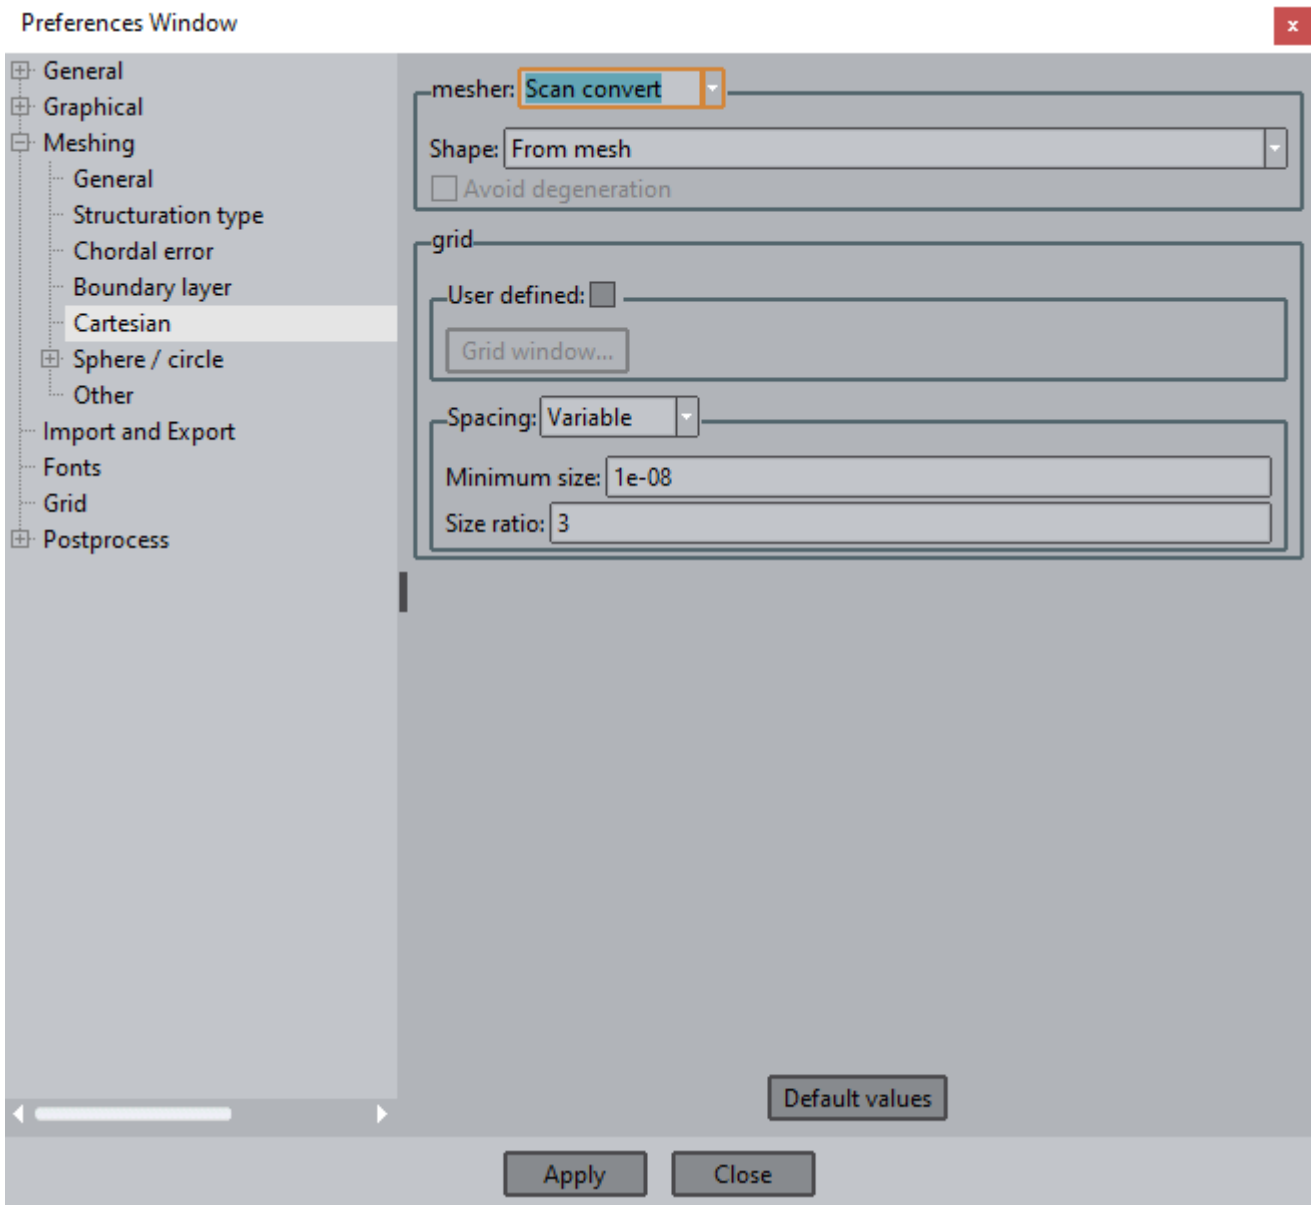 Preferences Window
x
General
Graphical
Meshing
General
Structuration type
Chordal error
Boundary layer
Cartesian
Sphere / circle
Other
Import and Export
Fonts
Grid
Postprocess
mesher: Scan convert
Shape: From mesh
Avoid degeneration
grid
User defined:
Grid window...
Spacing: Variable
Minimum size: 1e-08
Size ratio: 3
Default values
Apply Close